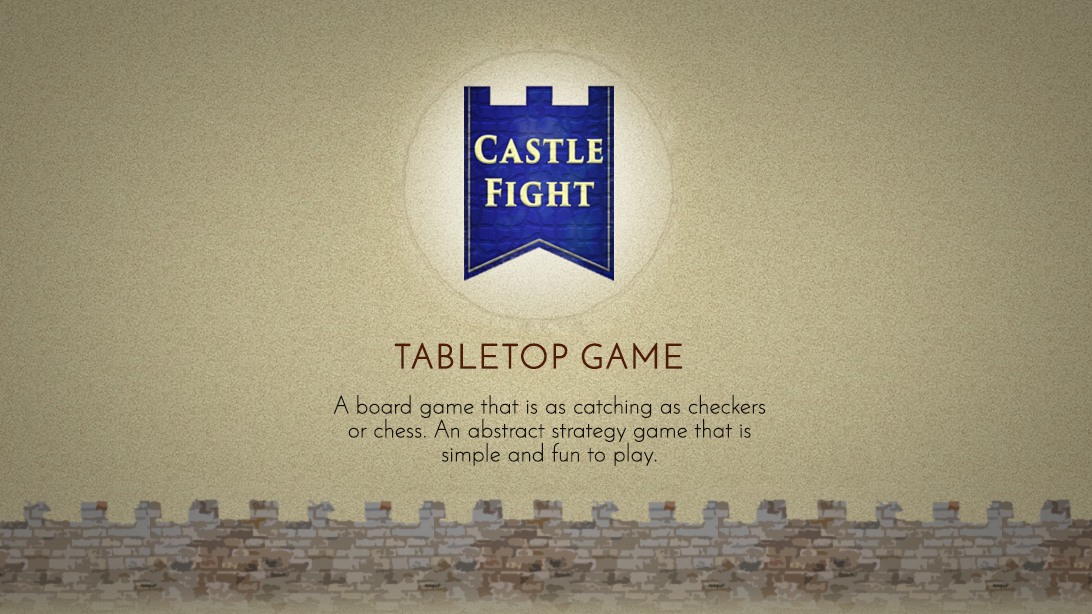 CASTLE
FIGHT
TABLETOP GAME
A board game that is as catching as checkers
or chess. An abstract strategy game that is
simple and fun to play.